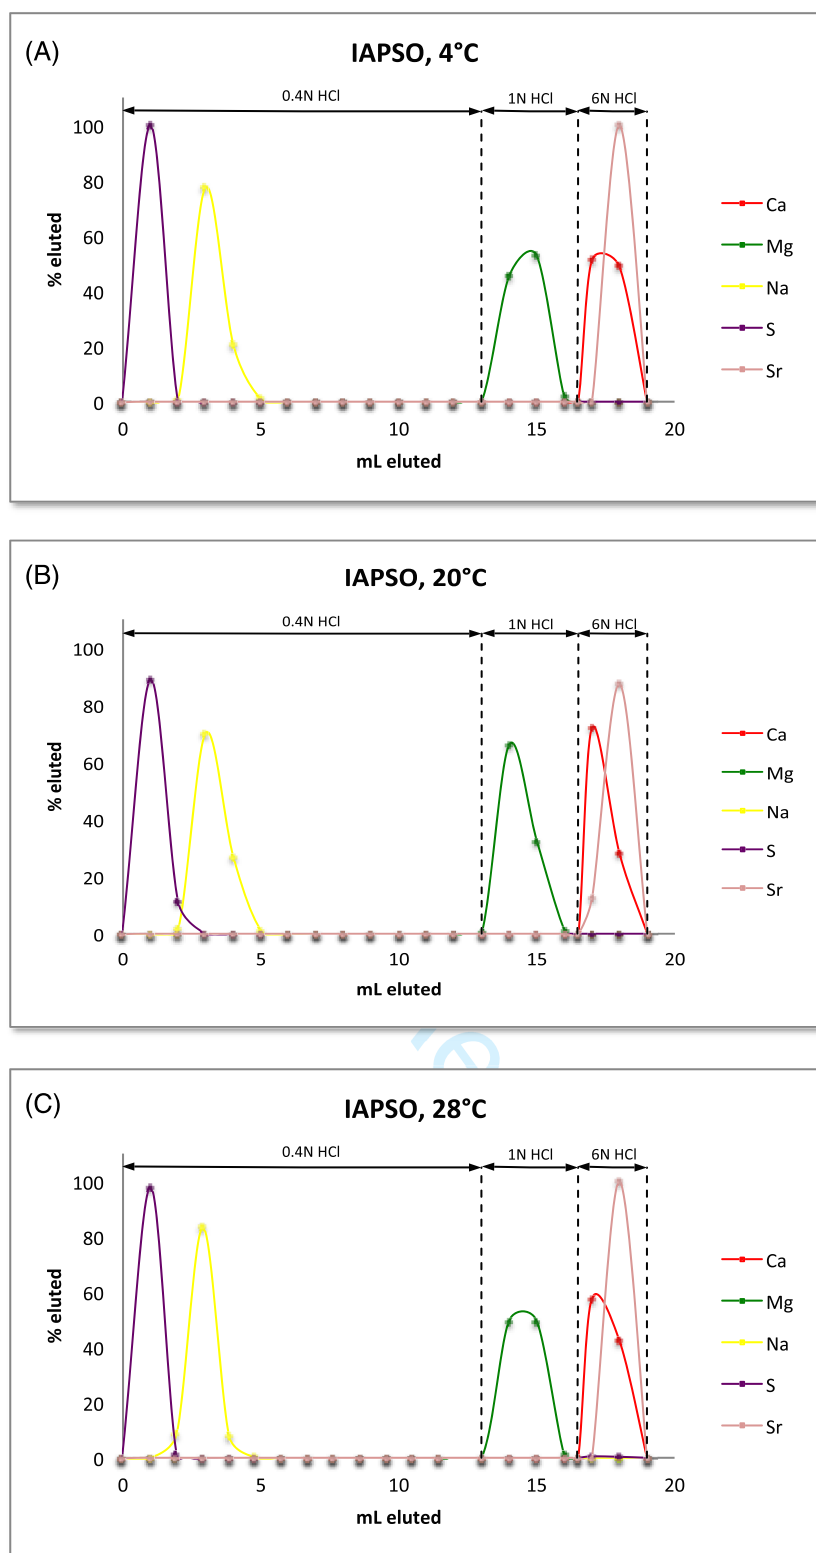 (A)
IAPSO, 4°C
0.4N HCl
1N HCl
6N HCl
100
80
60
40
20
0
% eluted
0 5 10 15 20
mL eluted
Ca
Mg
Na
S
Sr
(B)
IAPSO, 20°C
0.4N HCl
1N HCl
6N HCl
100
80
60
40
20
0
% eluted
0 5 10 15 20
mL eluted
Ca
Mg
Na
S
Sr
(C)
IAPSO, 28°C
0.4N HCl
1N HCl
6N HCl
100
80
60
40
20
0
% eluted
0 5 10 15 20
mL eluted
Ca
Mg
Na
S
Sr